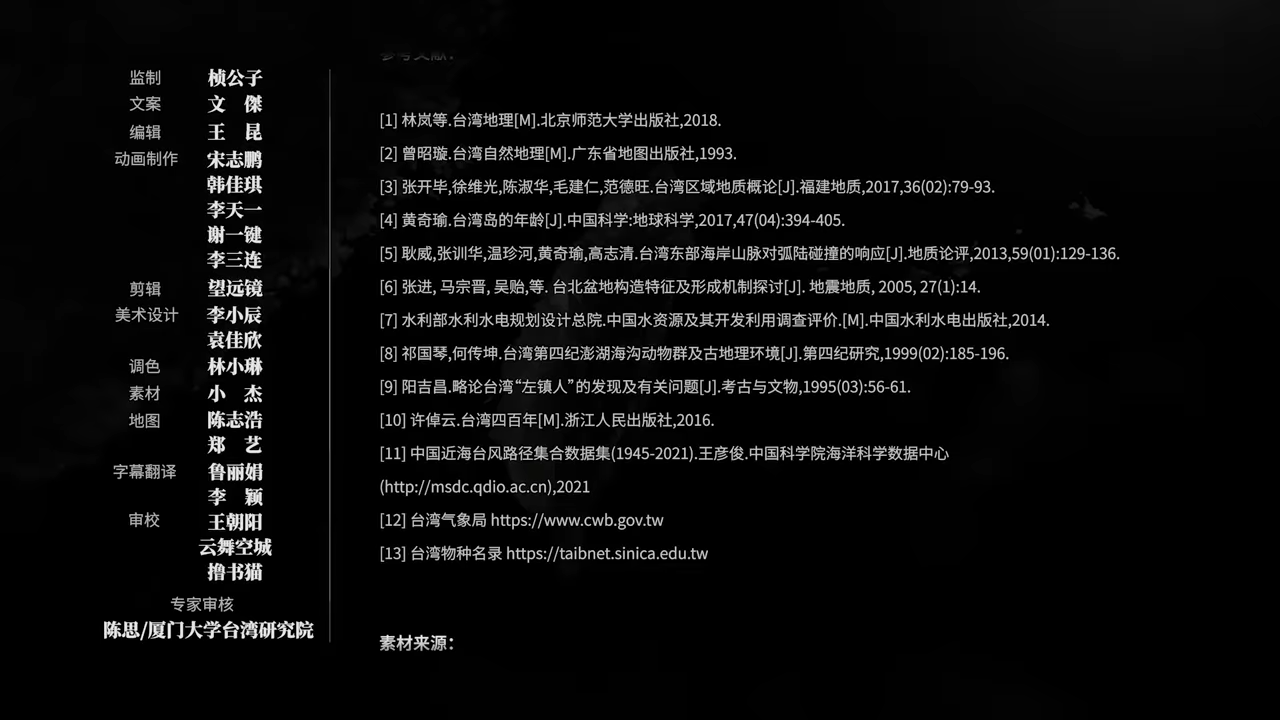 监制 桢公子
文案 文 傑
编辑 王 昆
动画制作 宋志鹏
韩佳琪
李天一
谢一键
李三连
剪辑 望远镜
美术设计 李小辰
袁佳欣
调色 林小琳
素材 小 杰
地图 陈志浩
郑 艺
字幕翻译 鲁丽娟
李 颖
审校 王朝阳
云舞空城
撸书猫
专家审核
陈思/厦门大学台湾研究院
参考文献：
[1] 林岚等.台湾地理[M].北京师范大学出版社,2018.
[2] 曾昭璇.台湾自然地理[M].广东省地图出版社,1993.
[3] 张开毕,徐维光,陈淑华,毛建仁,范德旺.台湾区域地质概论[J].福建地质,2017,36(02):79-93.
[4] 黄奇瑜.台湾岛的年龄[J].中国科学:地球科学,2017,47(04):394-405.
[5] 耿威,张训华,温珍河,黄奇瑜,高志清.台湾东部海岸山脉对弧陆碰撞的响应[J].地质论评,2013,59(01):129-136.
[6] 张进, 马宗晋, 吴贻,等. 台北盆地构造特征及形成机制探讨[J]. 地震地质, 2005, 27(1):14.
[7] 水利部水利水电规划设计总院.中国水资源及其开发利用调查评价.[M].中国水利水电出版社,2014.
[8] 祁国琴,何传坤.台湾第四纪澎湖海沟动物群及古地理环境[J].第四纪研究,1999(02):185-196.
[9] 阳吉昌.略论台湾“左镇人”的发现及有关问题[J].考古与文物,1995(03):56-61.
[10] 许倬云.台湾四百年[M].浙江人民出版社,2016.
[11] 中国近海台风路径集合数据集(1945-2021).王彦俊.中国科学院海洋科学数据中心
(http://msdc.qdio.ac.cn),2021
[12] 台湾气象局 https://www.cwb.gov.tw
[13] 台湾物种名录 https://taibnet.sinica.edu.tw
素材来源：